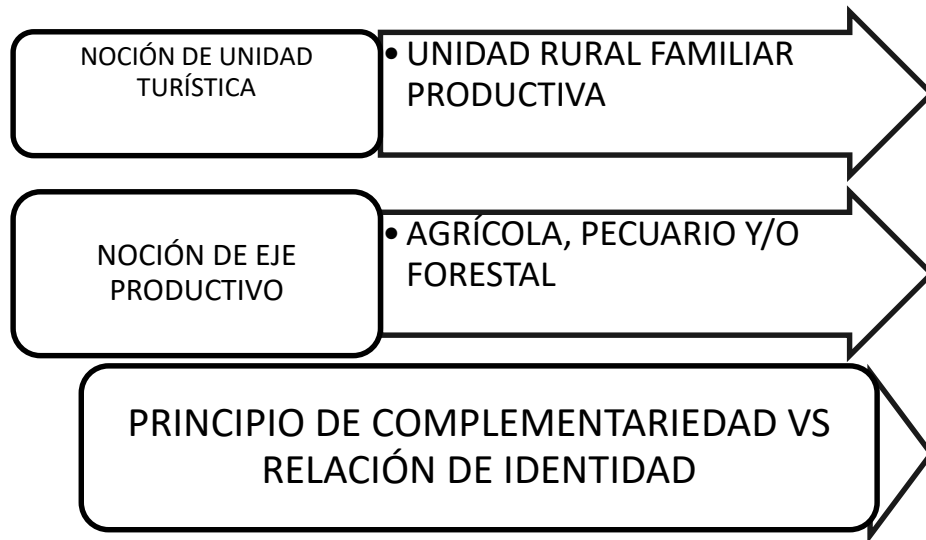 NOCIÓN DE UNIDAD
TURÍSTICA
• UNIDAD RURAL FAMILIAR
PRODUCTIVA
NOCIÓN DE EJE
PRODUCTIVO
• AGRÍCOLA, PECUARIO Y/O
FORESTAL
PRINCIPIO DE COMPLEMENTARIEDAD VS
RELACIÓN DE IDENTIDAD